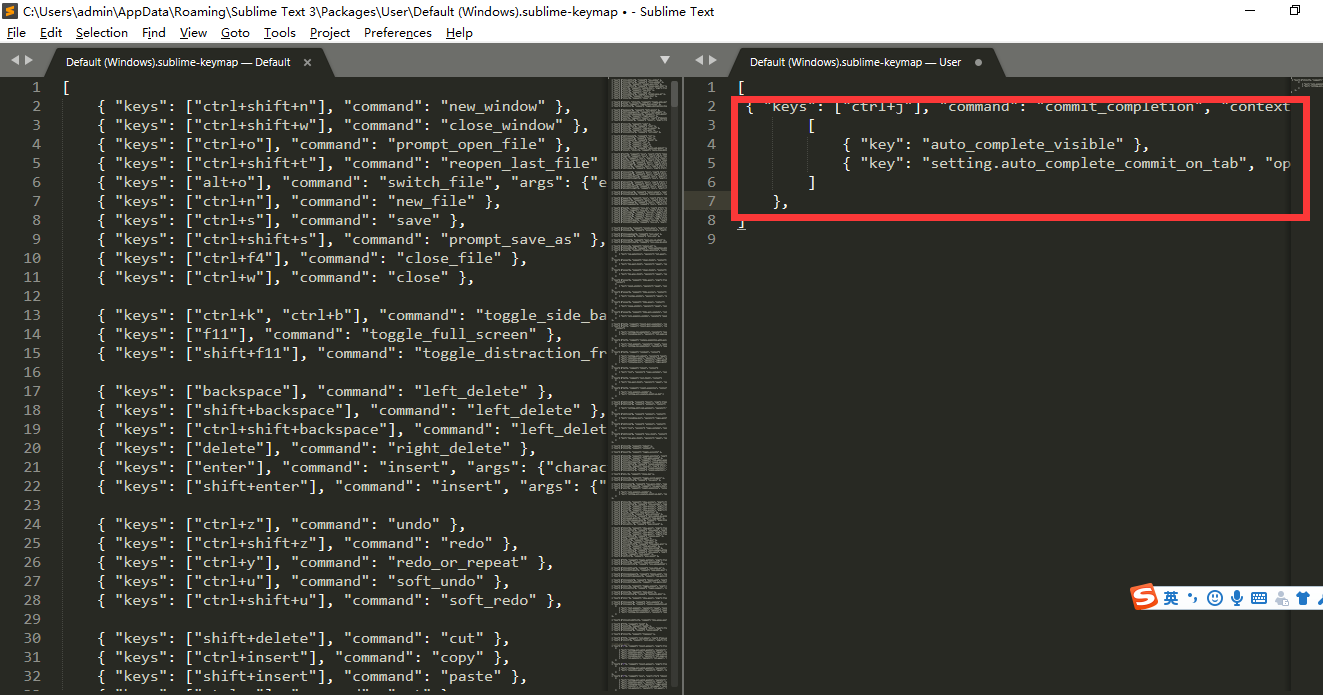 C:\Users\admin\AppData\Roaming\Sublime Text 3\Packages\User\Default (Windows).sublime-keymap • - Sublime Text
File Edit Selection Find View Goto Tools Project Preferences Help
Default (Windows).sublime-keymap — Default ×
1 [
2 { "keys": ["ctrl+shift+n"], "command": "new_window" },
3 { "keys": ["ctrl+shift+w"], "command": "close_window" },
4 { "keys": ["ctrl+o"], "command": "prompt_open_file" },
5 { "keys": ["ctrl+shift+t"], "command": "reopen_last_file"
6 { "keys": ["alt+o"], "command": "switch_file", "args": {"e
7 { "keys": ["ctrl+n"], "command": "new_file" },
8 { "keys": ["ctrl+s"], "command": "save" },
9 { "keys": ["ctrl+shift+s"], "command": "prompt_save_as" },
10 { "keys": ["ctrl+f4"], "command": "close_file" },
11 { "keys": ["ctrl+w"], "command": "close" },
12
13 { "keys": ["ctrl+k", "ctrl+b"], "command": "toggle_side_ba
14 { "keys": ["f11"], "command": "toggle_full_screen" },
15 { "keys": ["shift+f11"], "command": "toggle_distraction_fr
16
17 { "keys": ["backspace"], "command": "left_delete" },
18 { "keys": ["shift+backspace"], "command": "left_delete" },
19 { "keys": ["ctrl+shift+backspace"], "command": "left_delet
20 { "keys": ["delete"], "command": "right_delete" },
21 { "keys": ["enter"], "command": "insert", "args": {"charac
22 { "keys": ["shift+enter"], "command": "insert", "args": {"
23
24 { "keys": ["ctrl+z"], "command": "undo" },
25 { "keys": ["ctrl+shift+z"], "command": "redo" },
26 { "keys": ["ctrl+y"], "command": "redo_or_repeat" },
27 { "keys": ["ctrl+u"], "command": "soft_undo" },
28 { "keys": ["ctrl+shift+u"], "command": "soft_redo" },
29
30 { "keys": ["shift+delete"], "command": "cut" },
31 { "keys": ["ctrl+insert"], "command": "copy" },
32 { "keys": ["shift+insert"], "command": "paste" },
Default (Windows).sublime-keymap — User
1 [
2 { "keys": ["ctrl+j"], "command": "commit_completion", "context
3 [
4 { "key": "auto_complete_visible" },
5 { "key": "setting.auto_complete_commit_on_tab", "op
6 ]
7 },
8 ]
9
英